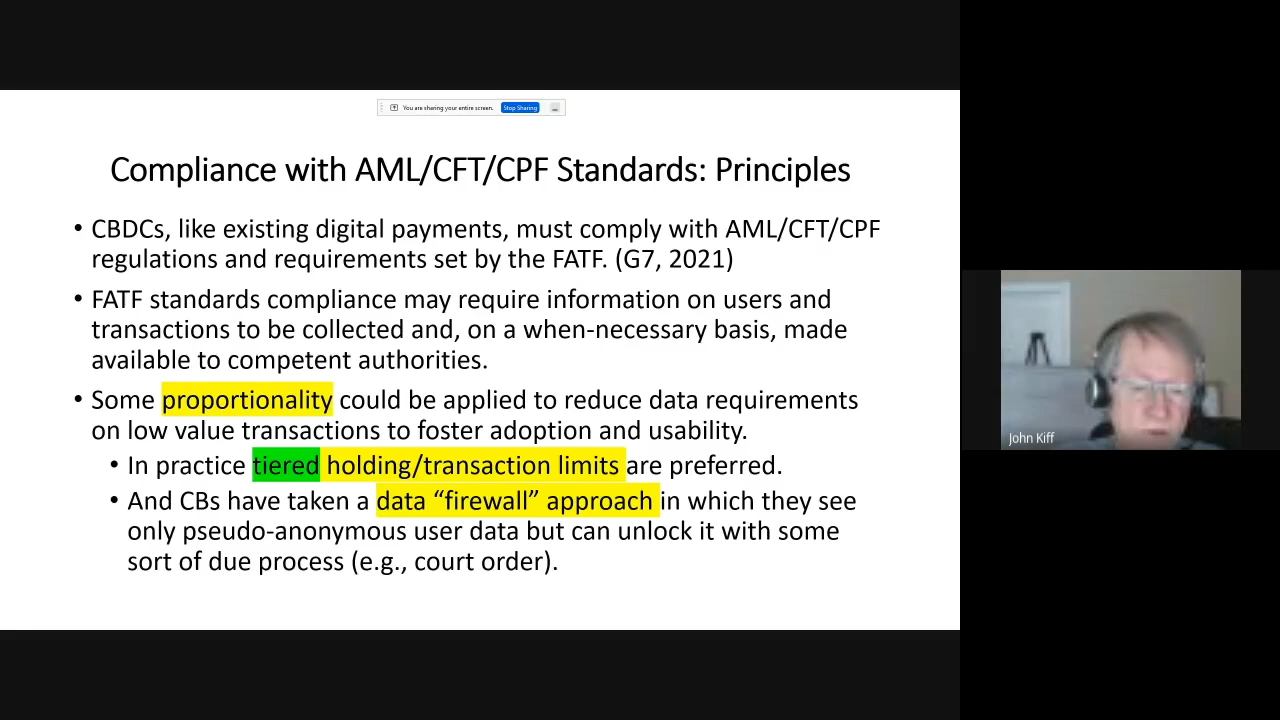 You are sharing your entire screen. Stop Sharing
Compliance with AML/CFT/CPF Standards: Principles
• CBDCs, like existing digital payments, must comply with AML/CFT/CPF
regulations and requirements set by the FATF. (G7, 2021)
• FATF standards compliance may require information on users and
transactions to be collected and, on a when-necessary basis, made
available to competent authorities.
• Some proportionality could be applied to reduce data requirements
on low value transactions to foster adoption and usability.
• In practice tiered holding/transaction limits are preferred.
• And CBs have taken a data “firewall” approach in which they see
only pseudo-anonymous user data but can unlock it with some
sort of due process (e.g., court order).
John Kiff